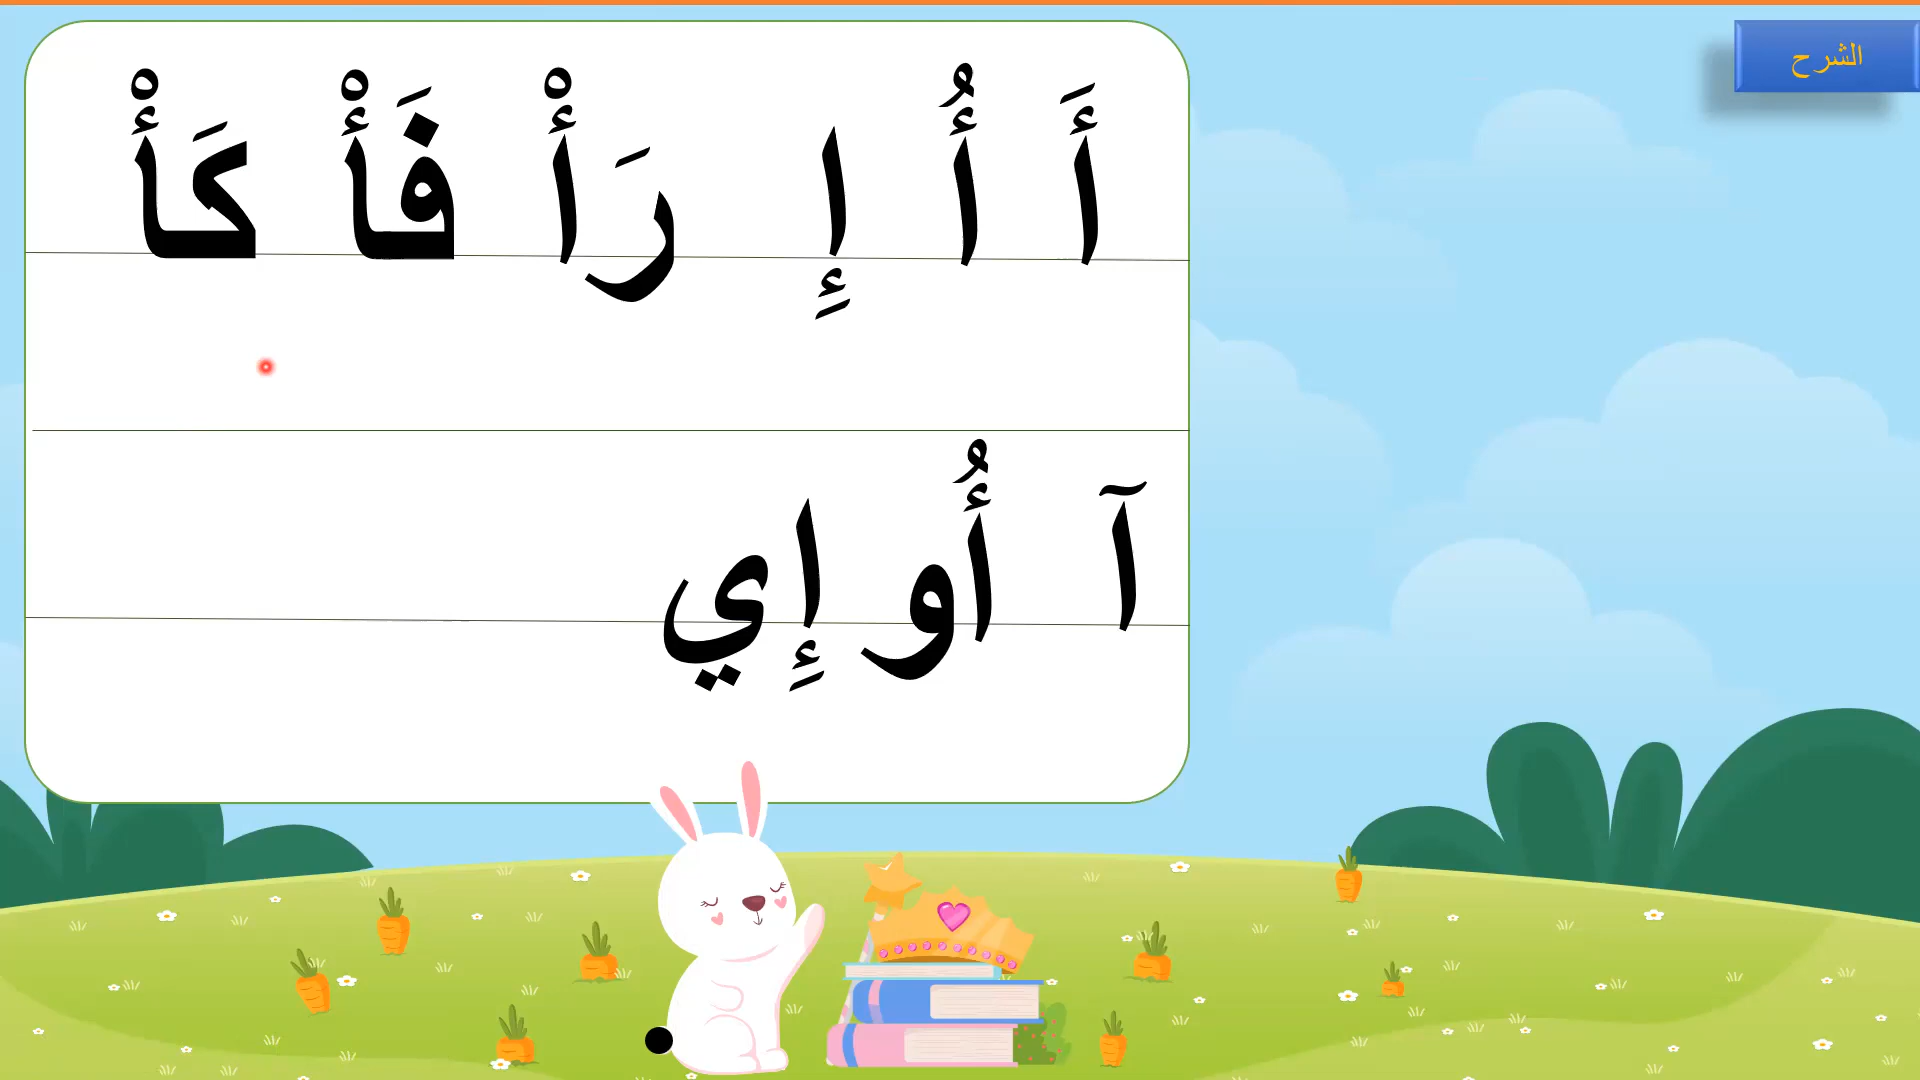 الشرح
أَ أُ إِ رَأْ فَأْ كَأْ
آ أُو إِي